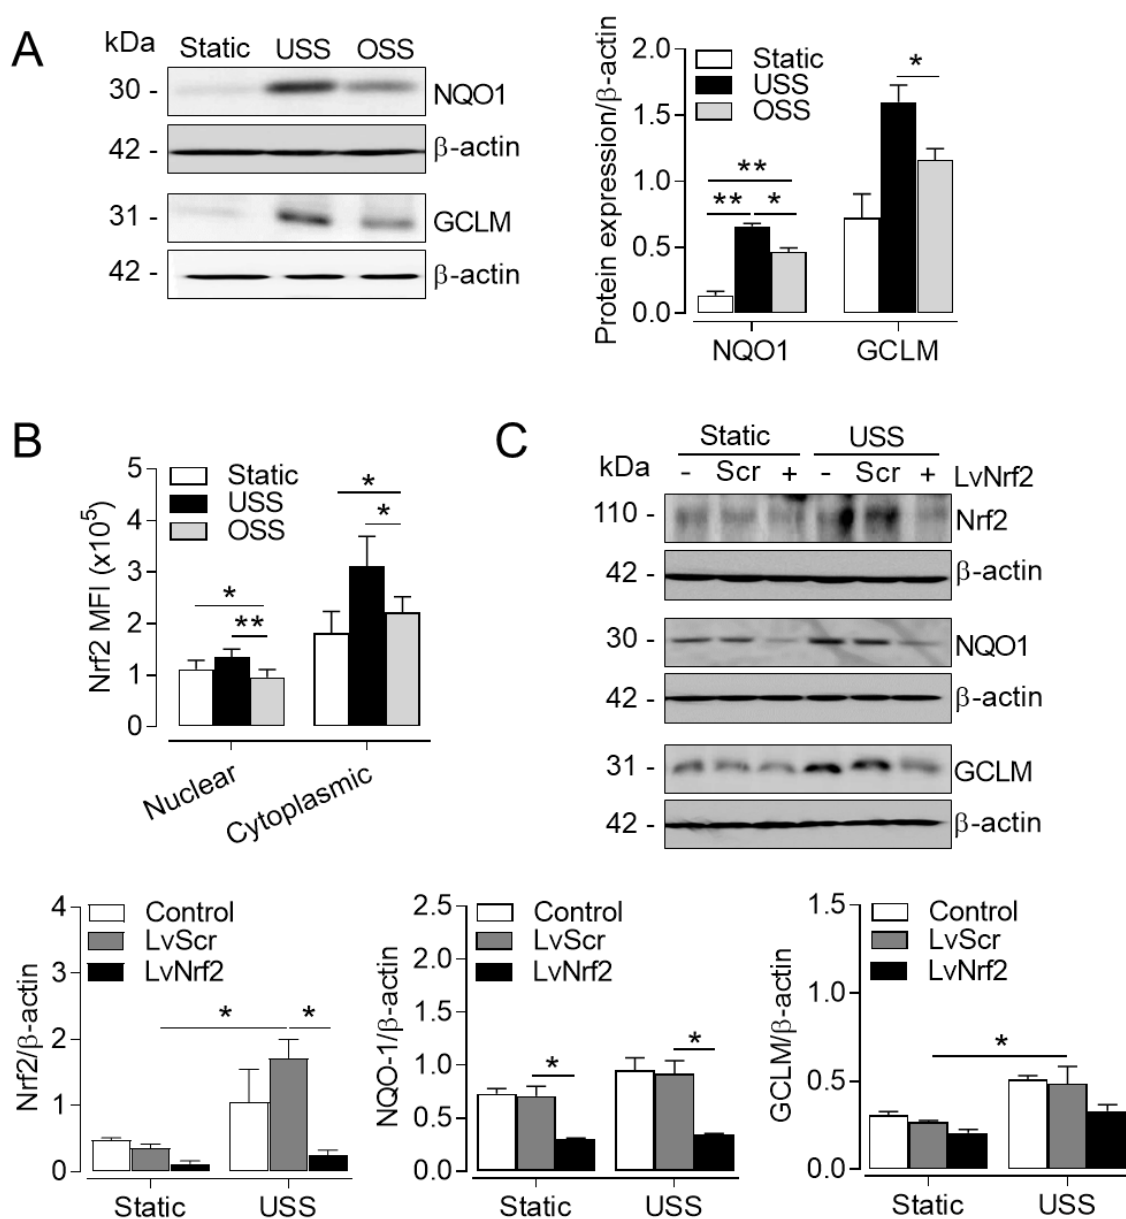 A
kDa
Static USS OSS
30 - NQO1
42 - β-actin
31 - GCLM
42 - β-actin
Protein expression/β-actin
2.0
1.5
1.0
0.5
0.0
Static
USS
OSS
*
**
** *
NQO1 GCLM
B
Nrf2 MFI (x10⁵)
5
4
3
2
1
0
Static
USS
OSS
*
*
*
**
Nuclear
Cytoplasmic
C
Static USS
kDa - Scr + - Scr + LvNrf2
110 - Nrf2
42 - β-actin
30 - NQO1
42 - β-actin
31 - GCLM
42 - β-actin
Nrf2/β-actin
4
3
2
1
0
Control
LvScr
LvNrf2
* *
Static USS
NQO-1/β-actin
2.5
2.0
1.5
1.0
0.5
0.0
Control
LvScr
LvNrf2
* *
Static USS
GCLM/β-actin
1.5
1.0
0.5
0.0
Control
LvScr
LvNrf2
*
Static USS